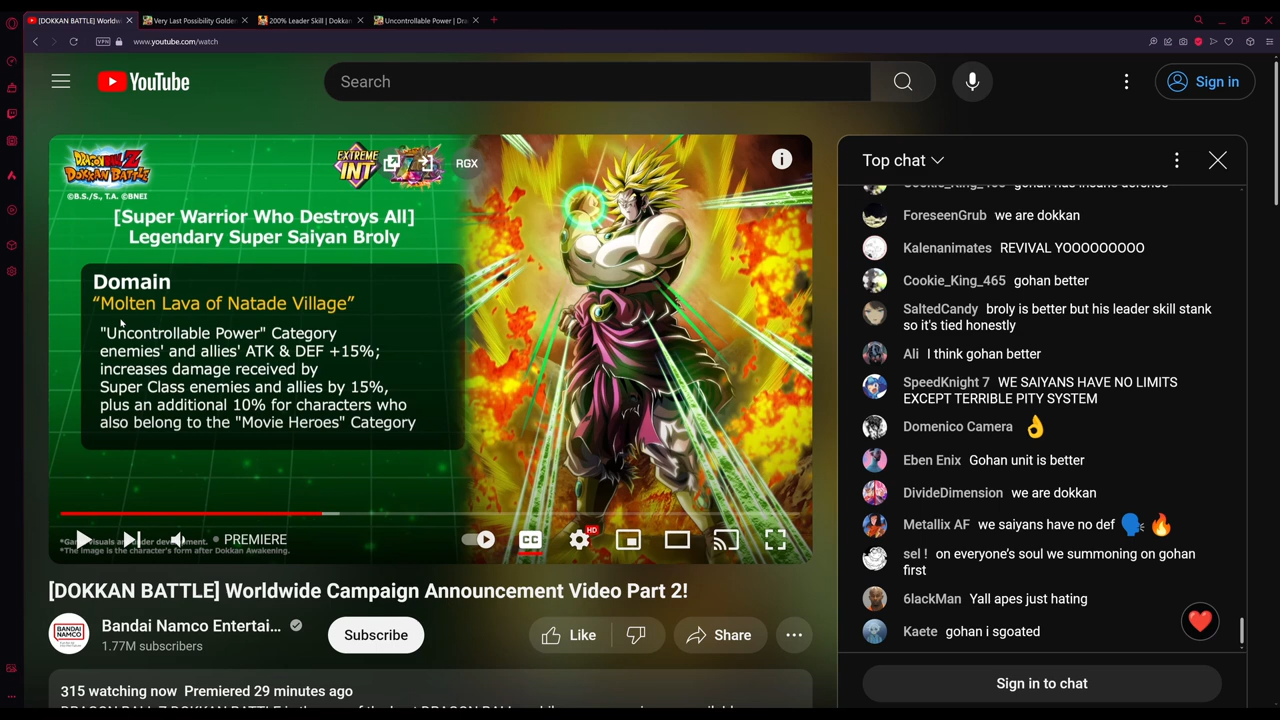 [DOKKAN BATTLE] Worldw
Very Last Possibility Golden
200% Leader Skill | Dokkan
Uncontrollable Power | Dra
VPN
www.youtube.com/watch
YouTube
Search
Sign in
DRAGON BALL Z
DOKKAN BATTLE
©B.S./S., T.A. ©BNEI
EXTREME
INT
RGX
[Super Warrior Who Destroys All]
Legendary Super Saiyan Broly
Domain
“Molten Lava of Natade Village”
"Uncontrollable Power" Category
enemies' and allies' ATK & DEF +15%;
increases damage received by
Super Class enemies and allies by 15%,
plus an additional 10% for characters who
also belong to the "Movie Heroes" Category
PREMIERE
CC
HD
*The image is the character's form after Dokkan Awakening.
[DOKKAN BATTLE] Worldwide Campaign Announcement Video Part 2!
BANDAI
NAMCO
Bandai Namco Entertai...
1.77M subscribers
Subscribe
Like
Share
315 watching now Premiered 29 minutes ago
Top chat
Cookie_King_465 gohan has insane defense
ForeseenGrub we are dokkan
Kalenanimates REVIVAL YOOOOOOOOO
Cookie_King_465 gohan better
SaltedCandy broly is better but his leader skill stank
so it's tied honestly
Ali I think gohan better
SpeedKnight 7 WE SAIYANS HAVE NO LIMITS
EXCEPT TERRIBLE PITY SYSTEM
Domenico Camera 👌
Eben Enix Gohan unit is better
DivideDimension we are dokkan
Metallix AF we saiyans have no def 🗣️🔥
sel ! on everyone’s soul we summoning on gohan
first
6lackMan Yall apes just hating
Kaete gohan i sgoated
Sign in to chat